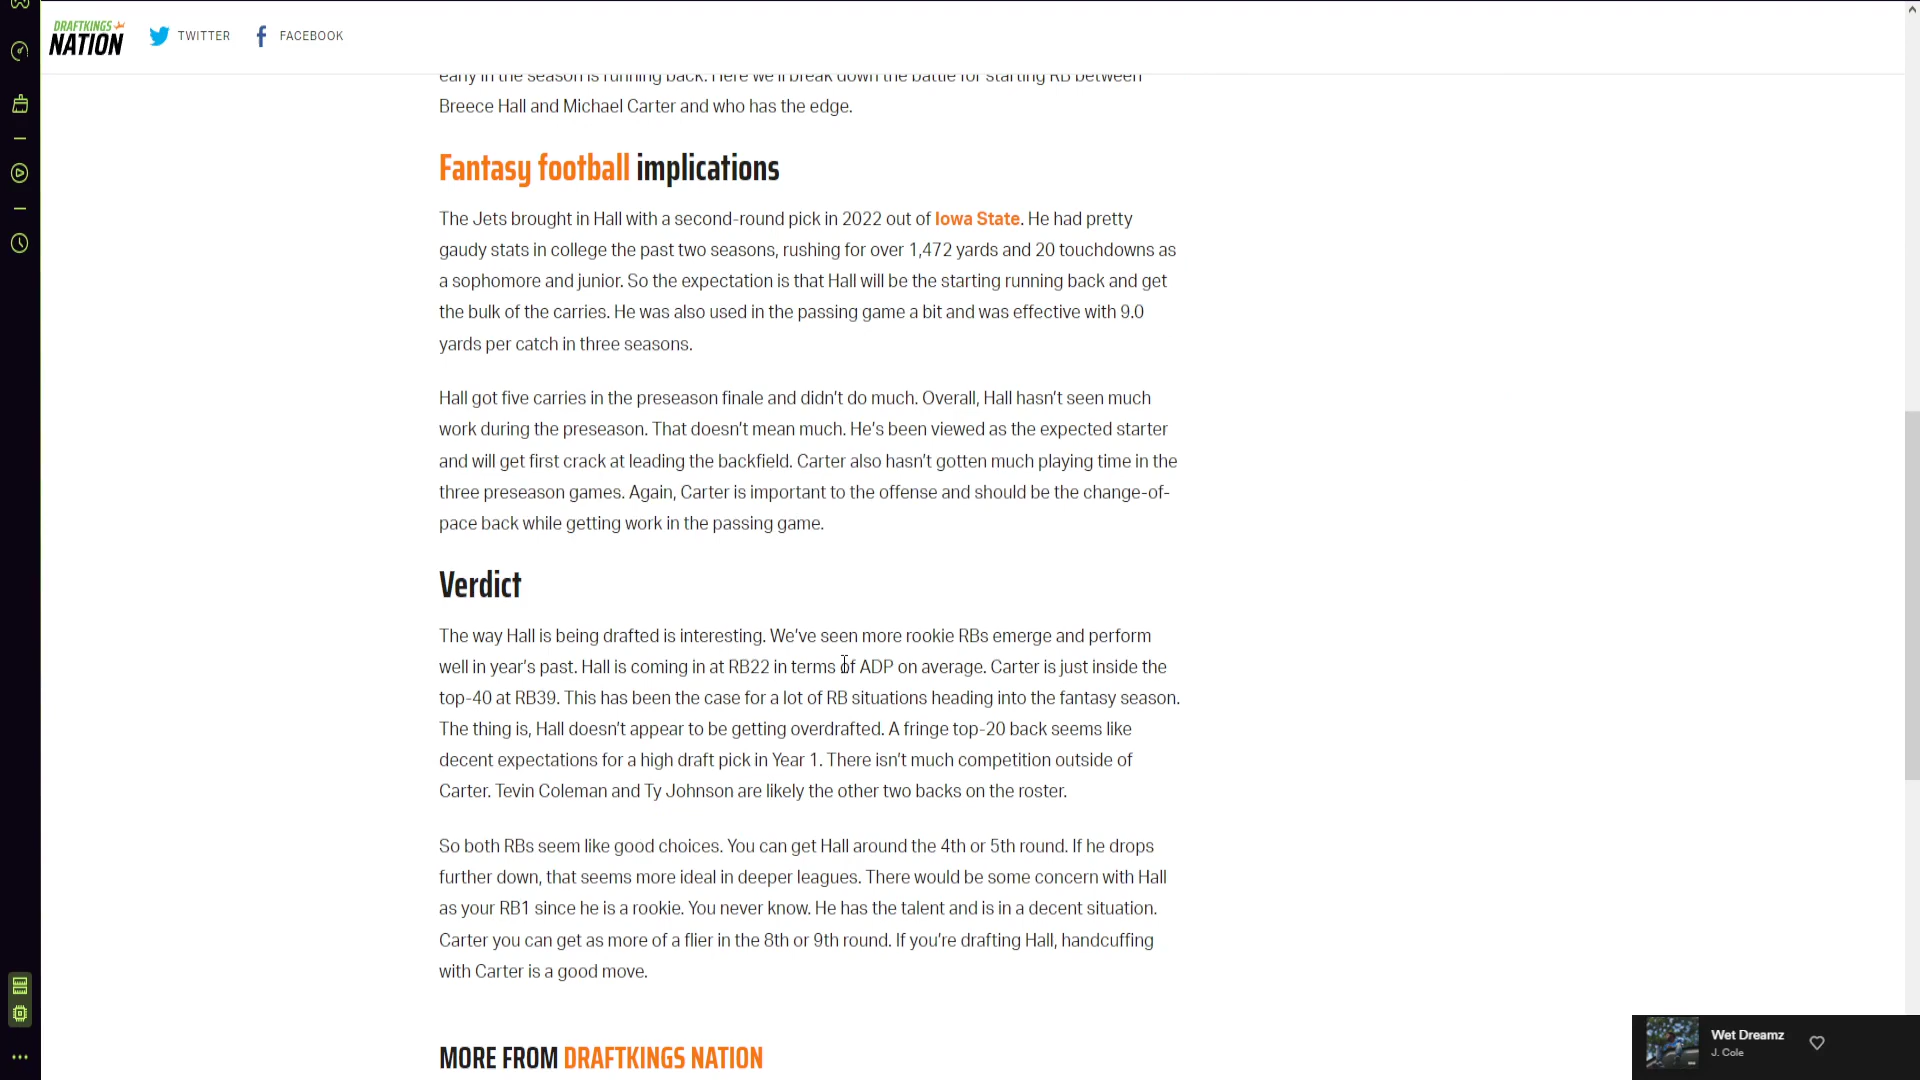 DRAFTKINGS
NATION
TWITTER
FACEBOOK
early in the season is running back. Here we'll break down the battle for starting RB between
Breece Hall and Michael Carter and who has the edge.
Fantasy football implications
The Jets brought in Hall with a second-round pick in 2022 out of Iowa State. He had pretty
gaudy stats in college the past two seasons, rushing for over 1,472 yards and 20 touchdowns as
a sophomore and junior. So the expectation is that Hall will be the starting running back and get
the bulk of the carries. He was also used in the passing game a bit and was effective with 9.0
yards per catch in three seasons.
Hall got five carries in the preseason finale and didn't do much. Overall, Hall hasn't seen much
work during the preseason. That doesn't mean much. He's been viewed as the expected starter
and will get first crack at leading the backfield. Carter also hasn't gotten much playing time in the
three preseason games. Again, Carter is important to the offense and should be the change-of-
pace back while getting work in the passing game.
Verdict
The way Hall is being drafted is interesting. We've seen more rookie RBs emerge and perform
well in year's past. Hall is coming in at RB22 in terms of ADP on average. Carter is just inside the
top-40 at RB39. This has been the case for a lot of RB situations heading into the fantasy season.
The thing is, Hall doesn't appear to be getting overdrafted. A fringe top-20 back seems like
decent expectations for a high draft pick in Year 1. There isn't much competition outside of
Carter. Tevin Coleman and Ty Johnson are likely the other two backs on the roster.
So both RBs seem like good choices. You can get Hall around the 4th or 5th round. If he drops
further down, that seems more ideal in deeper leagues. There would be some concern with Hall
as your RB1 since he is a rookie. You never know. He has the talent and is in a decent situation.
Carter you can get as more of a flier in the 8th or 9th round. If you're drafting Hall, handcuffing
with Carter is a good move.
MORE FROM DRAFTKINGS NATION
Wet Dreamz
J. Cole